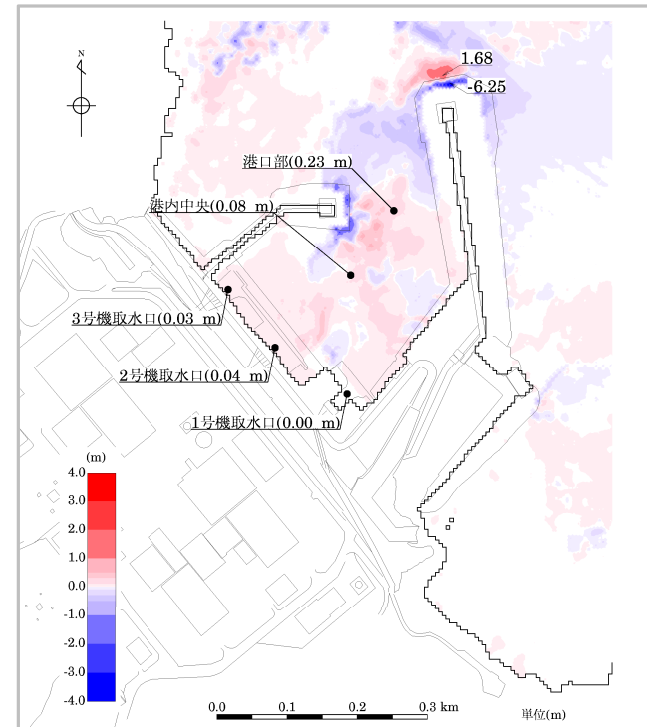 N
1.68
-6.25
港口部(0.23 m)
港内中央(0.08 m)
3号機取水口(0.03 m)
2号機取水口(0.04 m)
1号機取水口(0.00 m)
(m)
4.0
3.0
2.0
1.0
0.0
-1.0
-2.0
-3.0
-4.0
0.0 0.1 0.2 0.3 km
単位(m)